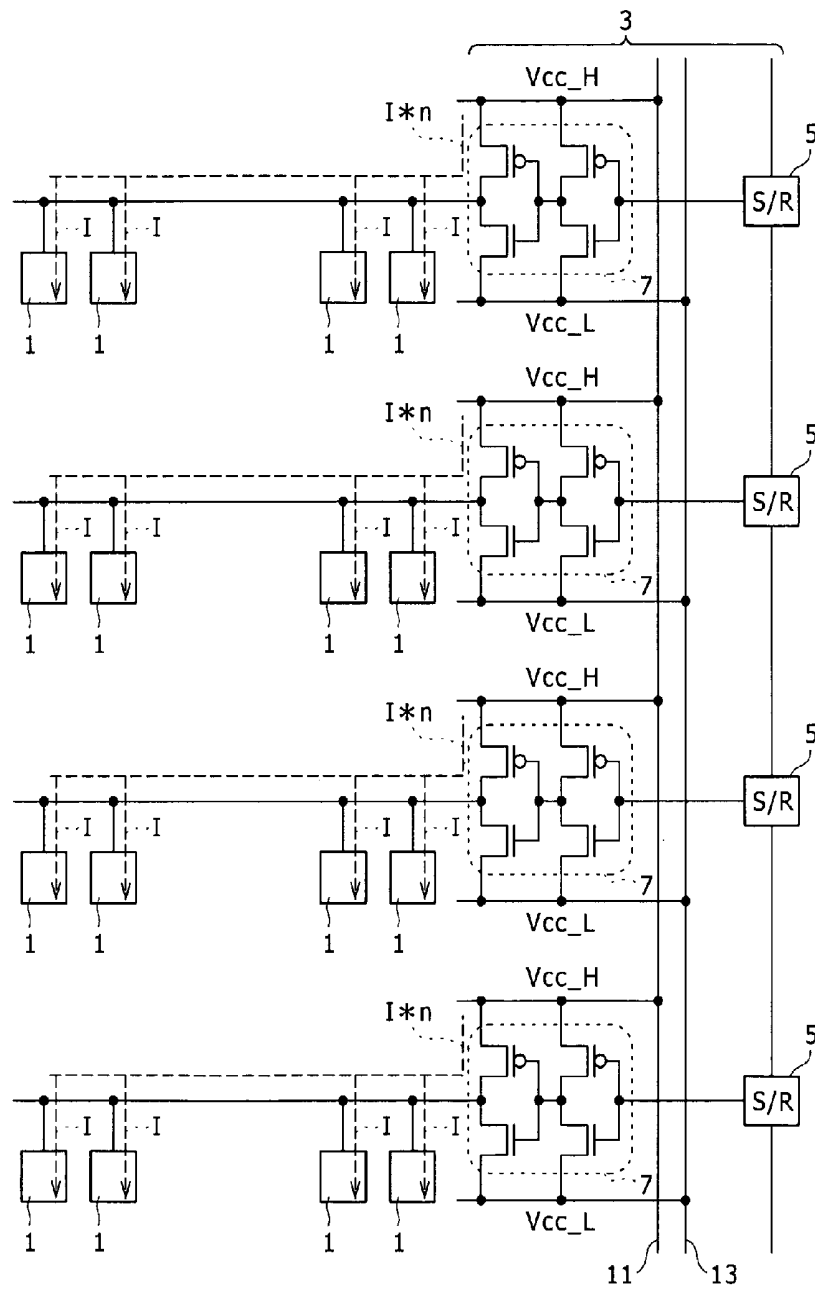 3
Vcc_H
I*n
5
S/R
I I I I
7
1 1 1 1
Vcc_L
Vcc_H
I*n
5
S/R
I I I I
7
1 1 1 1
Vcc_L
Vcc_H
I*n
5
S/R
I I I I
7
1 1 1 1
Vcc_L
Vcc_H
I*n
5
S/R
I I I I
7
1 1 1 1
Vcc_L
11 13